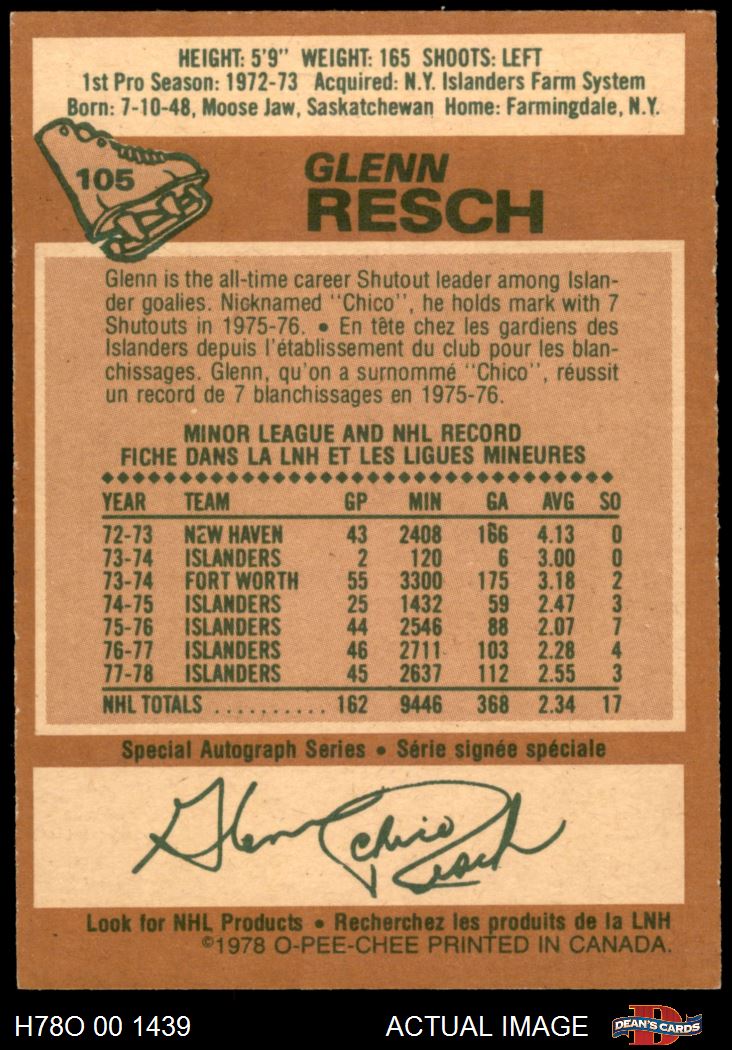 HEIGHT: 5'9" WEIGHT: 165 SHOOTS: LEFT
1st Pro Season: 1972-73 Acquired: N.Y. Islanders Farm System
Born: 7-10-48, Moose Jaw, Saskatchewan Home: Farmingdale, N.Y.
105
GLENN
RESCH
Glenn is the all-time career Shutout leader among Islan-
der goalies. Nicknamed "Chico", he holds mark with 7
Shutouts in 1975-76. • En tête chez les gardiens des
Islanders depuis l'établissement du club pour les blan-
chissages. Glenn, qu'on a surnommé "Chico", réussit
un record de 7 blanchissages en 1975-76.
MINOR LEAGUE AND NHL RECORD
FICHE DANS LA LNH ET LES LIGUES MINEURES
YEAR TEAM GP MIN GA AVG SO
72-73 NEW HAVEN 43 2408 166 4.13 0
73-74 ISLANDERS 2 120 6 3.00 0
73-74 FORT WORTH 55 3300 175 3.18 2
74-75 ISLANDERS 25 1432 59 2.47 3
75-76 ISLANDERS 44 2546 88 2.07 7
76-77 ISLANDERS 46 2711 103 2.28 4
77-78 ISLANDERS 45 2637 112 2.55 3
NHL TOTALS .......... 162 9446 368 2.34 17
Special Autograph Series • Série signée spéciale
Glenn Chico Resch
Look for NHL Products • Recherchez les produits de la LNH
©1978 O-PEE-CHEE PRINTED IN CANADA.
H78O 00 1439 ACTUAL IMAGE D DEAN'S CARDS